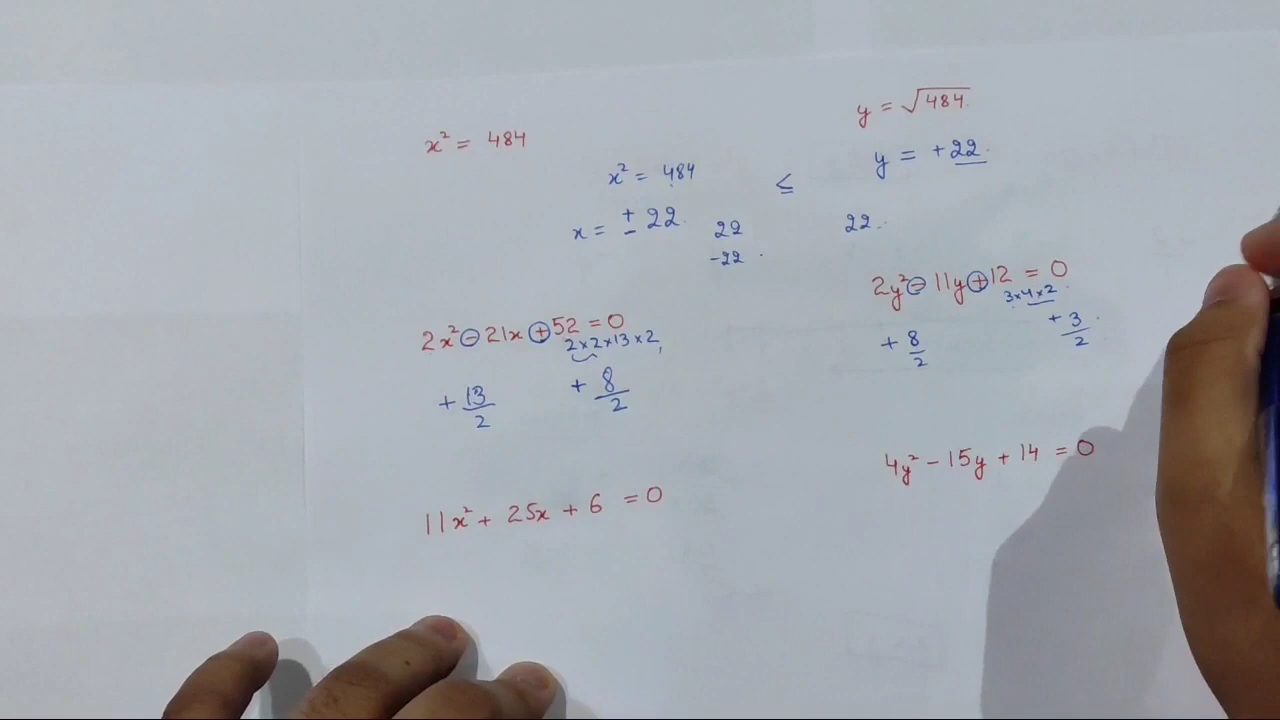 x² = 484
y = √484.
x² = 484
≤
y = +22.
x = ± 22.
22
-22.
22.
2x² - 21x + 52 = 0
2×2×13×2,
+ 13/2
+ 8/2
2y² - 11y + 12 = 0
3×4×2.
+ 8/2
+ 3/2.
11x² + 25x + 6 = 0
4y² - 15y + 14 = 0